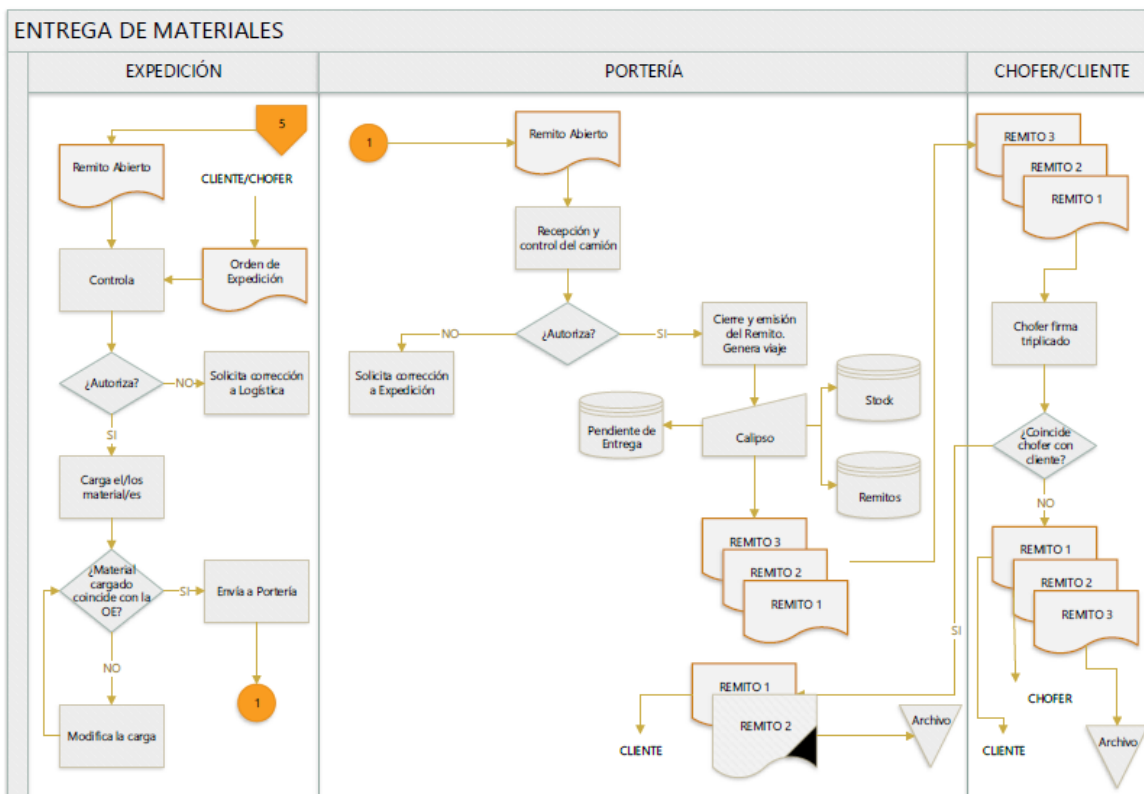 ENTREGA DE MATERIALES
EXPEDICIÓN
PORTERÍA
CHOFER/CLIENTE
5
Remito Abierto
CLIENTE/CHOFER
Controla
Orden de
Expedición
¿Autoriza?
NO
Solicita corrección
a Logística
SI
Carga el/los
material/es
¿Material
cargado
coincide con la
OE?
SI
Envía a Portería
NO
1
Modifica la carga
1
Remito Abierto
Recepción y
control del camión
¿Autoriza?
NO
SI
Solicita corrección
a Expedición
Cierre y emisión
del Remito.
Genera viaje
Stock
Pendiente de
Entrega
Calipso
Remitos
REMITO 3
REMITO 2
REMITO 1
SI
REMITO 1
REMITO 2
CLIENTE
Archivo
REMITO 3
REMITO 2
REMITO 1
Chofer firma
triplicado
¿Coincide
chofer con
cliente?
NO
REMITO 1
REMITO 2
REMITO 3
CHOFER
CLIENTE
Archivo